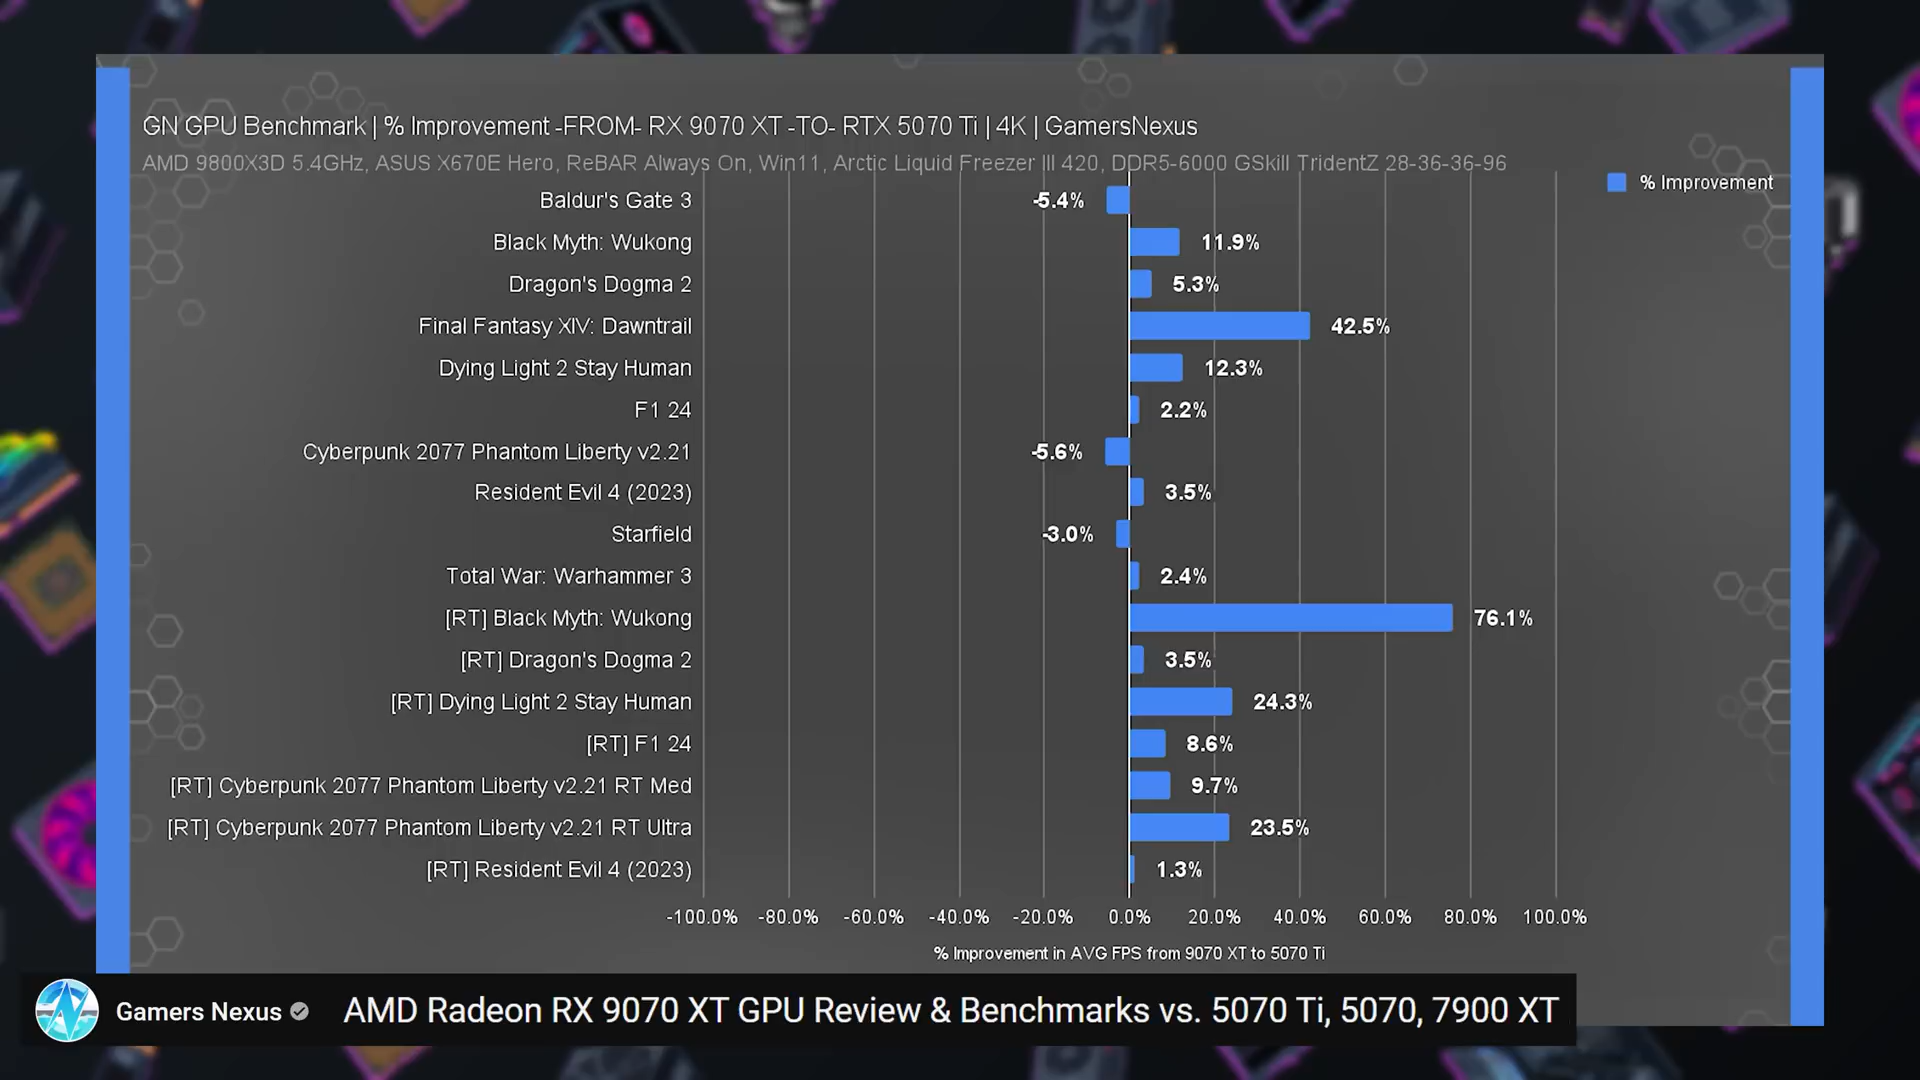 GN GPU Benchmark | % Improvement -FROM- RX 9070 XT -TO- RTX 5070 Ti | 4K | GamersNexus
AMD 9800X3D 5.4GHz, ASUS X670E Hero, ReBAR Always On, Win11, Arctic Liquid Freezer III 420, DDR5-6000 GSkill TridentZ 28-36-36-96
% Improvement
Baldur's Gate 3 -5.4%
Black Myth: Wukong 11.9%
Dragon's Dogma 2 5.3%
Final Fantasy XIV: Dawntrail 42.5%
Dying Light 2 Stay Human 12.3%
F1 24 2.2%
Cyberpunk 2077 Phantom Liberty v2.21 -5.6%
Resident Evil 4 (2023) 3.5%
Starfield -3.0%
Total War: Warhammer 3 2.4%
[RT] Black Myth: Wukong 76.1%
[RT] Dragon's Dogma 2 3.5%
[RT] Dying Light 2 Stay Human 24.3%
[RT] F1 24 8.6%
[RT] Cyberpunk 2077 Phantom Liberty v2.21 RT Med 9.7%
[RT] Cyberpunk 2077 Phantom Liberty v2.21 RT Ultra 23.5%
[RT] Resident Evil 4 (2023) 1.3%
-100.0% -80.0% -60.0% -40.0% -20.0% 0.0% 20.0% 40.0% 60.0% 80.0% 100.0%
% Improvement in AVG FPS from 9070 XT to 5070 Ti
Gamers Nexus AMD Radeon RX 9070 XT GPU Review & Benchmarks vs. 5070 Ti, 5070, 7900 XT